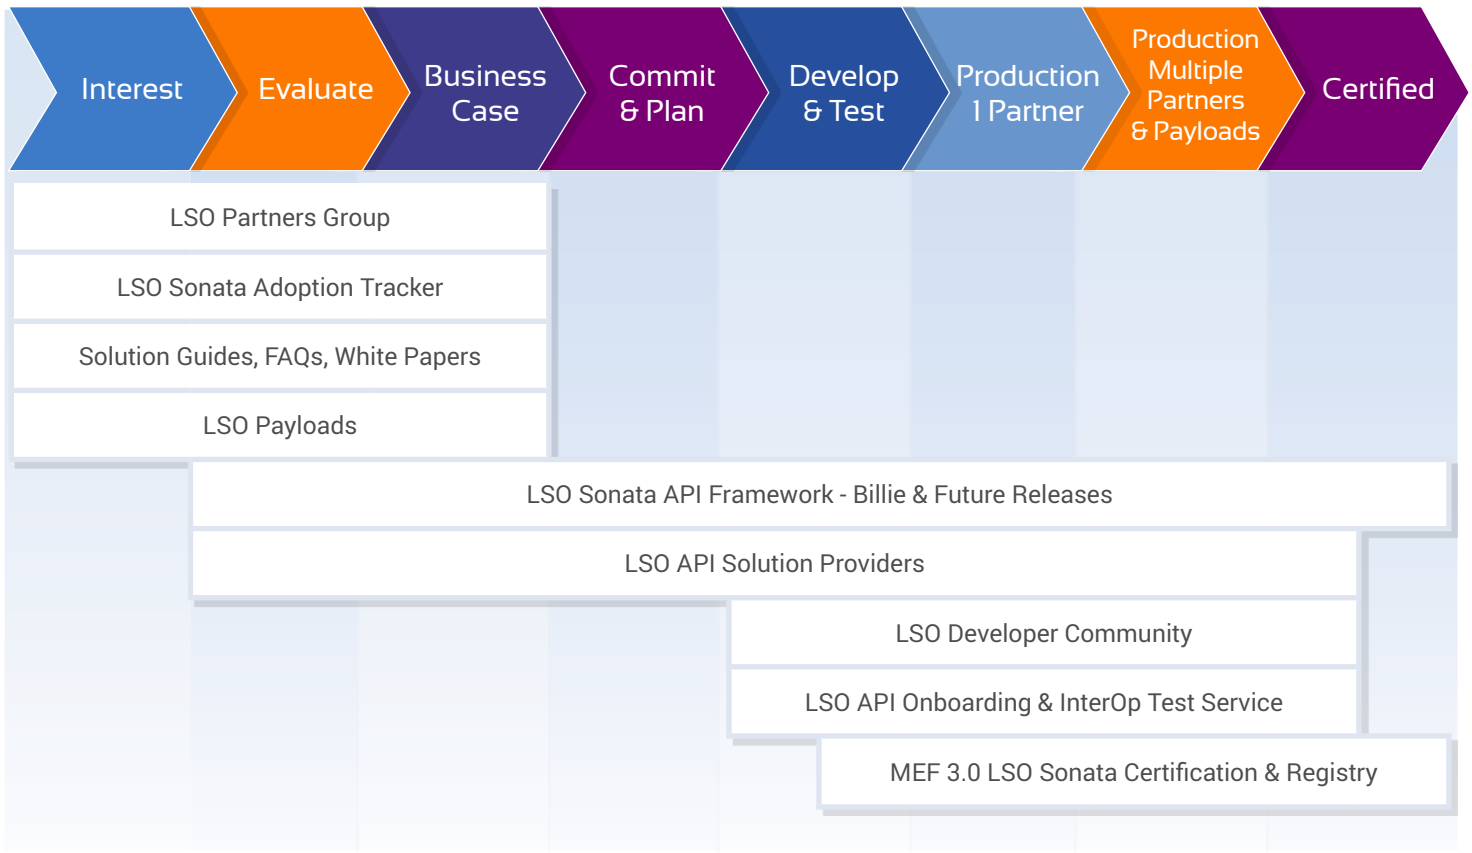 Interest
Evaluate
Business
Case
Commit
& Plan
Develop
& Test
Production
1 Partner
Production
Multiple
Partners
& Payloads
Certified
LSO Partners Group
LSO Sonata Adoption Tracker
Solution Guides, FAQs, White Papers
LSO Payloads
LSO Sonata API Framework - Billie & Future Releases
LSO API Solution Providers
LSO Developer Community
LSO API Onboarding & InterOp Test Service
MEF 3.0 LSO Sonata Certification & Registry